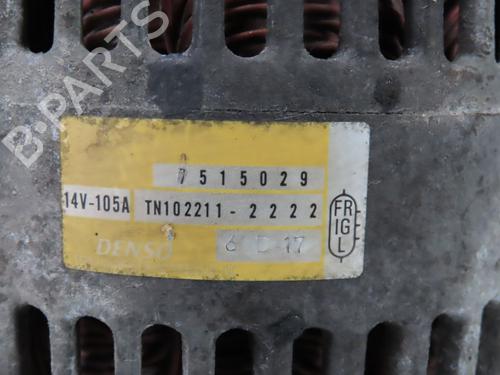 B-PARTS
7515029
14V-105A TN102211-2222
DENSO 6 D-17
FR
IG
L